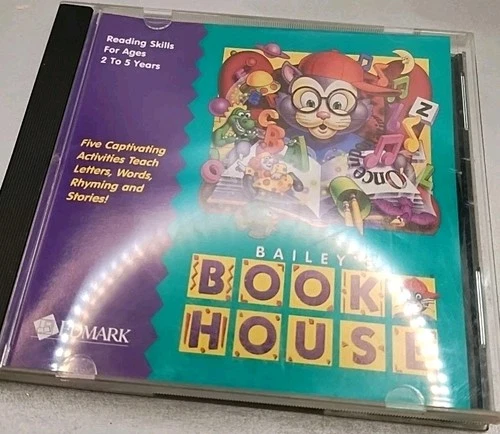 Reading Skills
For Ages
2 To 5 Years
Five Captivating
Activities Teach
Letters, Words,
Rhyming and
Stories!
Z
Once
BAILEY'S
BOOK
HOUSE
EDMARK